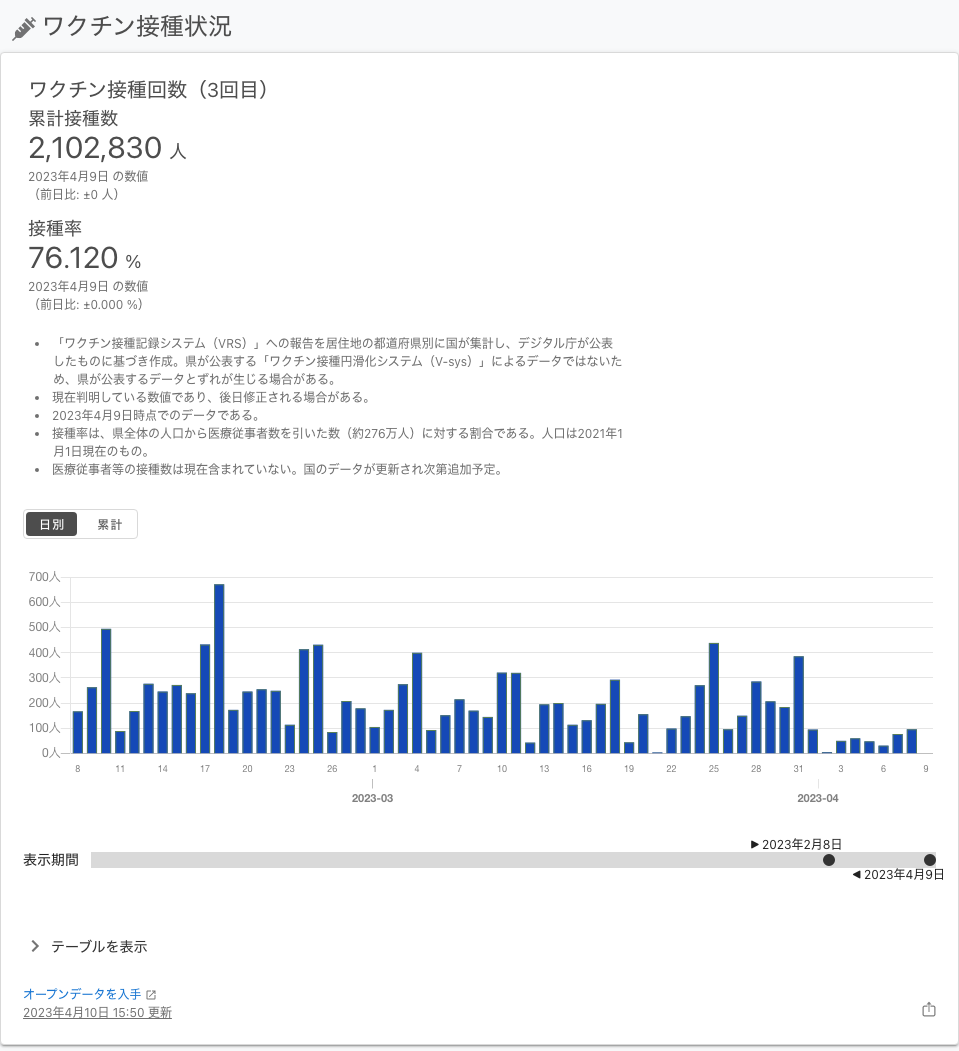 ワクチン接種状況
ワクチン接種回数（3回目）
累計接種数
2,102,830 人
2023年4月9日 の数値
（前日比: ±0 人）
接種率
76.120 %
2023年4月9日 の数値
（前日比: ±0.000 %）
「ワクチン接種記録システム（VRS）」への報告を居住地の都道府県別に国が集計し、デジタル庁が公表
したものに基づき作成。県が公表する「ワクチン接種円滑化システム（V-sys）」によるデータではないた
め、県が公表するデータとずれが生じる場合がある。
現在判明している数値であり、後日修正される場合がある。
2023年4月9日時点でのデータである。
接種率は、県全体の人口から医療従事者数を引いた数（約276万人）に対する割合である。人口は2021年1
月1日現在のもの。
医療従事者等の接種数は現在含まれていない。国のデータが更新され次第追加予定。
日別 累計
700人
600人
500人
400人
300人
200人
100人
0人
8 11 14 17 20 23 26 1 4 7 10 13 16 19 22 25 28 31 3 6 9
2023-03 2023-04
▶ 2023年2月8日
表示期間
◀ 2023年4月9日
テーブルを表示
オープンデータを入手
2023年4月10日 15:50 更新